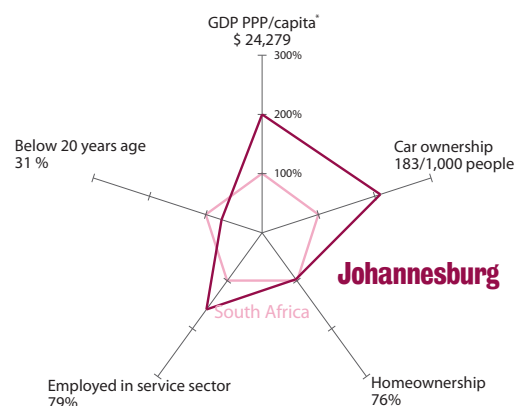 GDP PPP/capita*
$ 24,279
300%
200%
100%
Below 20 years age
31 %
Car ownership
183/1,000 people
Johannesburg
South Africa
Employed in service sector
79%
Homeownership
76%